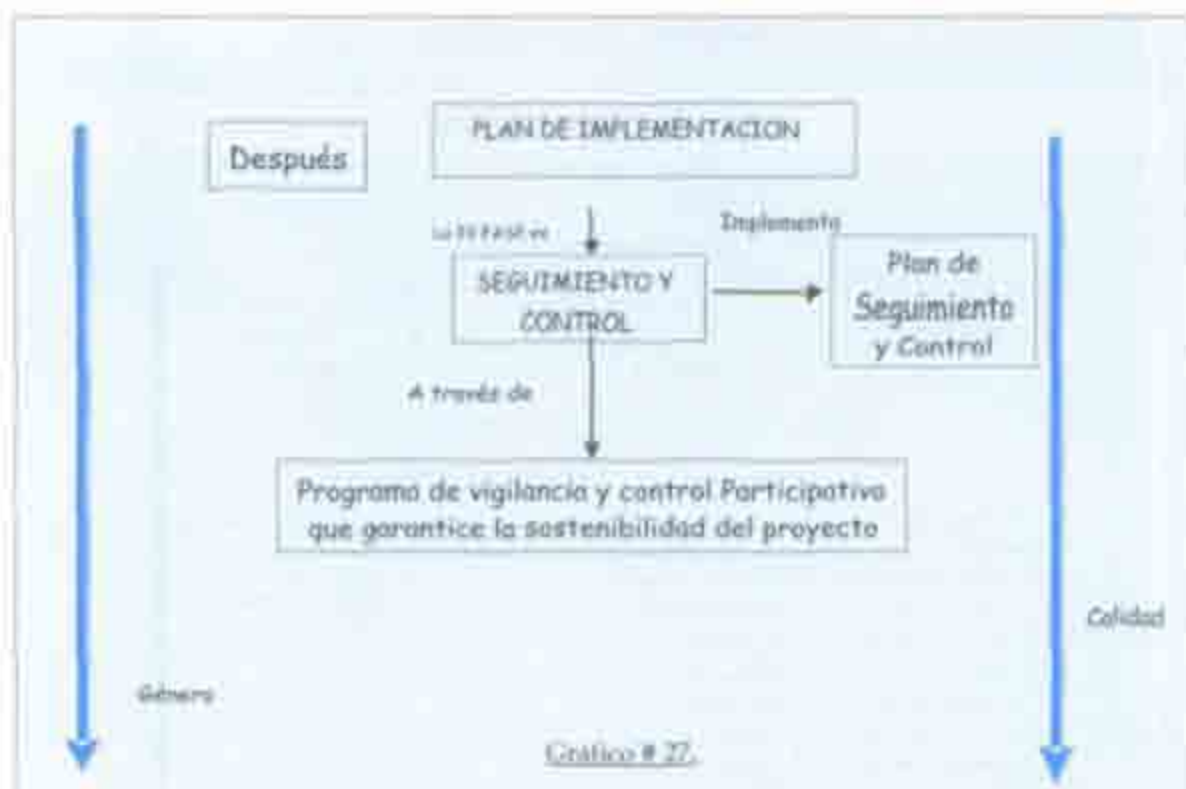 PLAN DE IMPLEMENTACION
Después
Implementa
SEGUIMIENTO Y
CONTROL
Plan de
Seguimiento
y Control
A través de
Programa de vigilancia y control Participativo
que garantice la sostenibilidad del proyecto
Calidad
Género
Gráfico # 27.